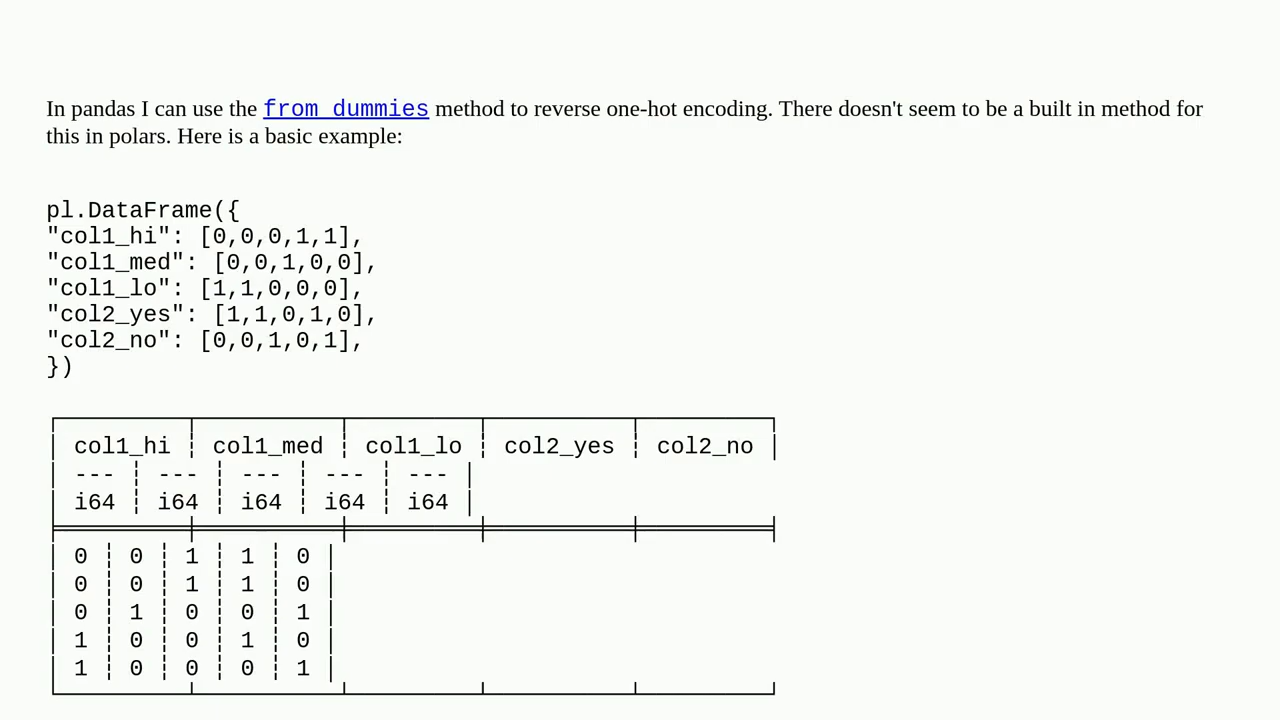 In pandas I can use the from_dummies method to reverse one-hot encoding. There doesn't seem to be a built in method for
this in polars. Here is a basic example:
pl.DataFrame({
"col1_hi": [0,0,0,1,1],
"col1_med": [0,0,1,0,0],
"col1_lo": [1,1,0,0,0],
"col2_yes": [1,1,0,1,0],
"col2_no": [0,0,1,0,1],
})
┌──────────┬──────────┬─────────┬──────────┬─────────┐
│ col1_hi ┆ col1_med ┆ col1_lo ┆ col2_yes ┆ col2_no │
│ --- ┆ --- ┆ --- ┆ --- ┆ --- │
│ i64 ┆ i64 ┆ i64 ┆ i64 ┆ i64 │
╞══════════╪══════════╪═════════╪══════════╪═════════╡
│ 0 ┆ 0 ┆ 1 ┆ 1 ┆ 0 │
│ 0 ┆ 0 ┆ 1 ┆ 1 ┆ 0 │
│ 0 ┆ 1 ┆ 0 ┆ 0 ┆ 1 │
│ 1 ┆ 0 ┆ 0 ┆ 1 ┆ 0 │
│ 1 ┆ 0 ┆ 0 ┆ 0 ┆ 1 │
└──────────┴──────────┴─────────┴──────────┴─────────┘